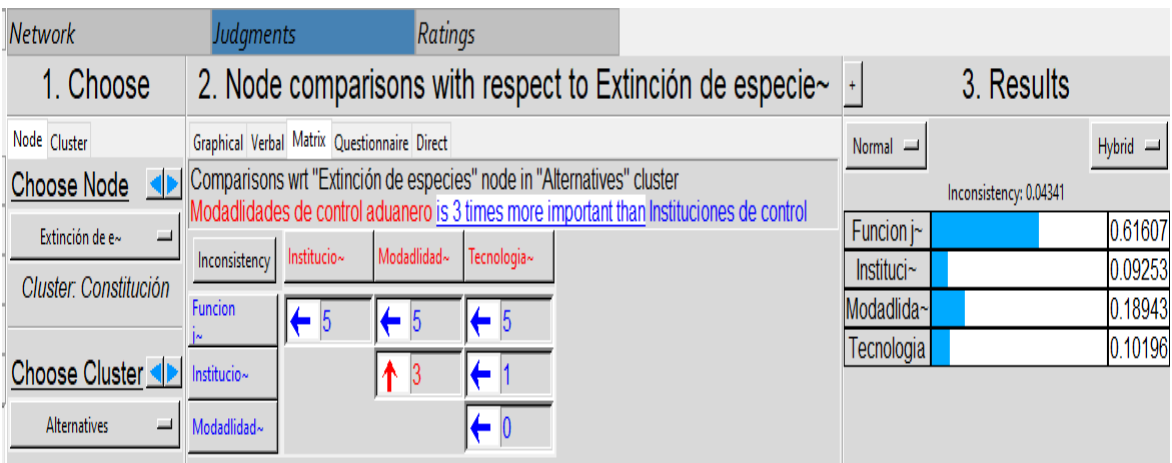 Network Judgments Ratings
1. Choose
2. Node comparisons with respect to Extinción de especie~
+ 3. Results
Node Cluster
Graphical Verbal Matrix Questionnaire Direct
Normal Hybrid
Choose Node
Comparisons wrt "Extinción de especies" node in "Alternatives" cluster
Modadlidades de control aduanero is 3 times more important than Instituciones de control
Inconsistency: 0.04341
Extinción de e~
Cluster: Constitución
Choose Cluster
Alternatives
Inconsistency Institucio~ Modadlidad~ Tecnologia~
Funcion
j~
5 5 5
Institucio~ 3 1
Modadlidad~ 0
Funcion j~ 0.61607
Instituci~ 0.09253
Modadlida~ 0.18943
Tecnologia 0.10196